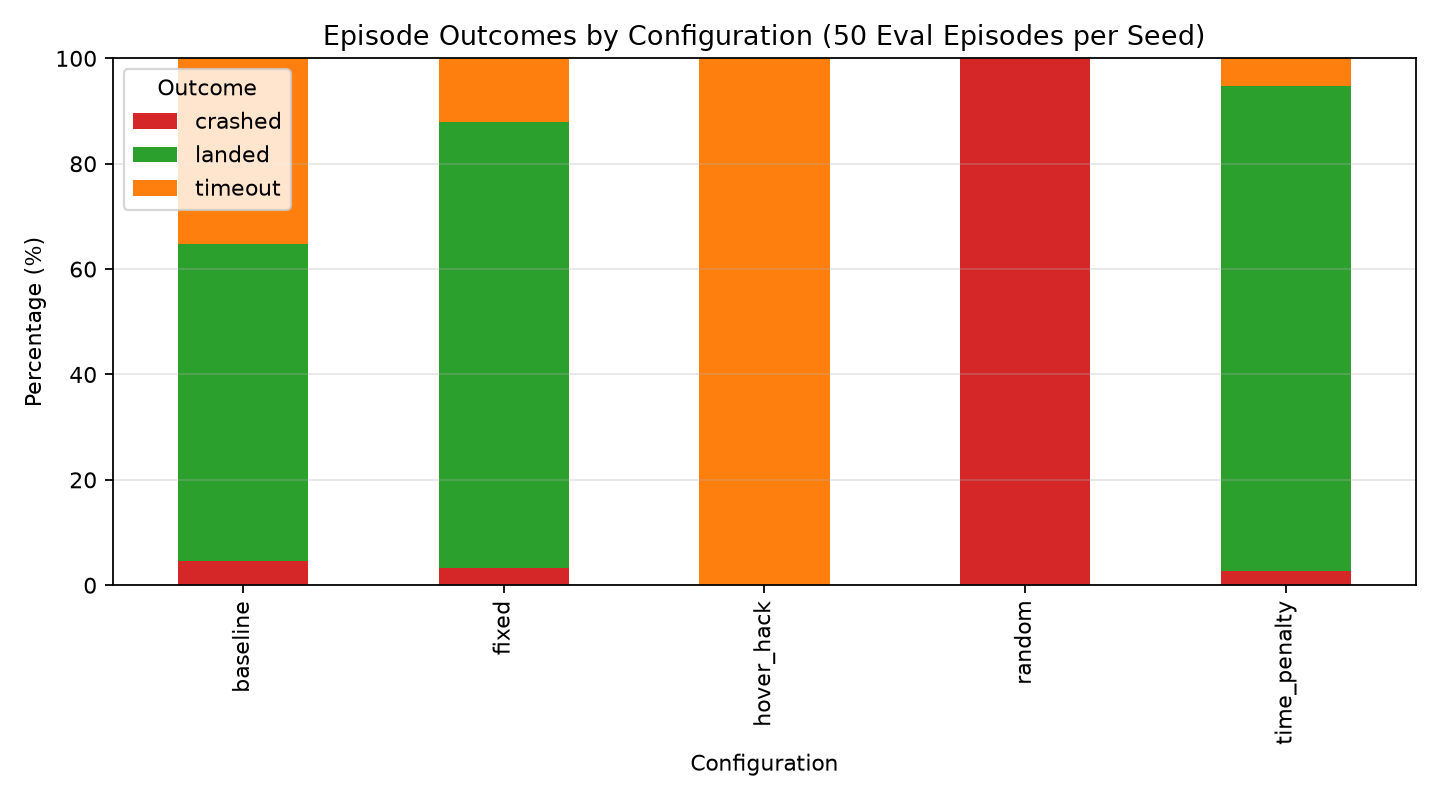 Episode Outcomes by Configuration (50 Eval Episodes per Seed)
Outcome
crashed
landed
timeout
Percentage (%)
100
80
60
40
20
0
baseline
fixed
hover_hack
random
time_penalty
Configuration